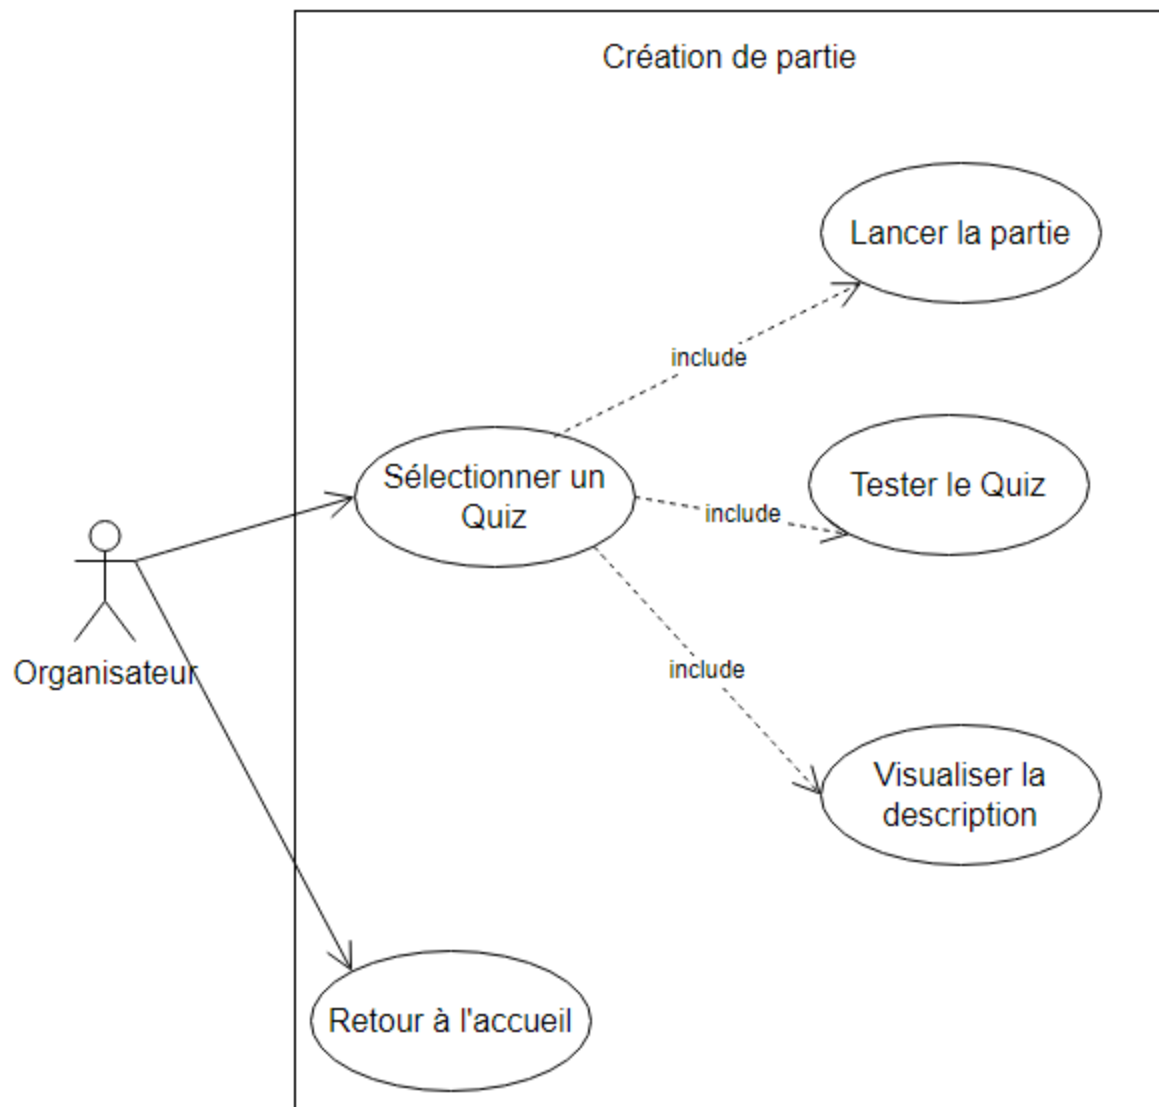 Création de partie
Lancer la partie
include
Sélectionner un
Quiz
include
Tester le Quiz
Organisateur
include
Visualiser la
description
Retour à l'accueil